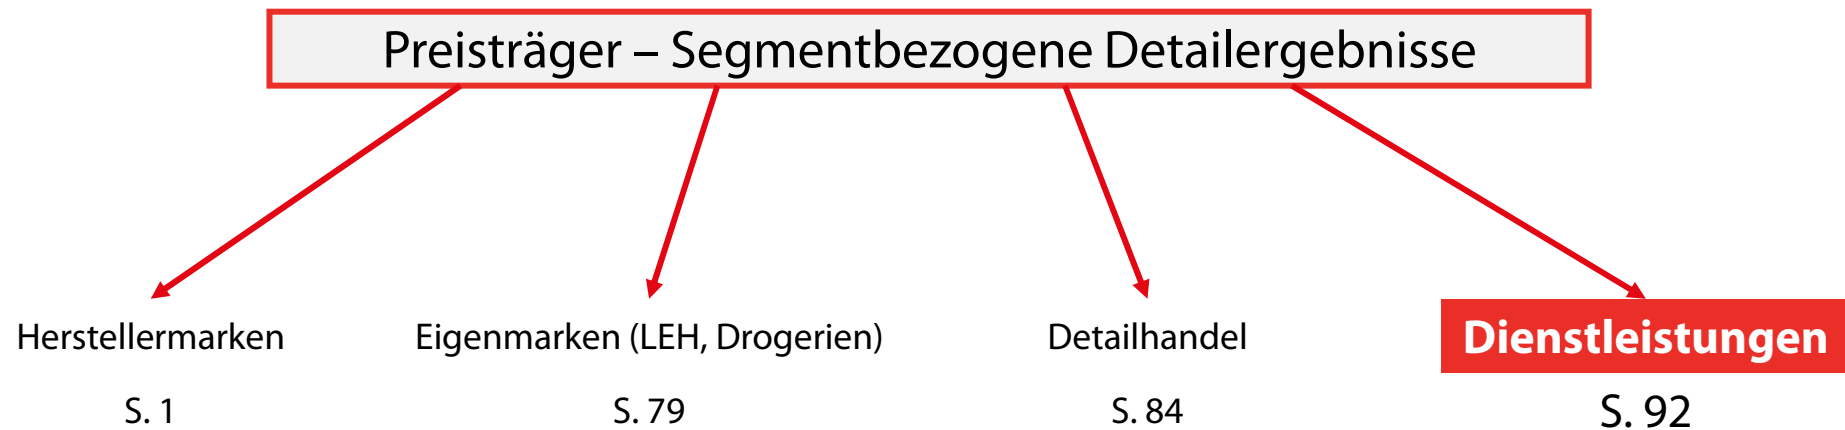 Preisträger – Segmentbezogene Detailergebnisse
Herstellermarken
Eigenmarken (LEH, Drogerien)
Detailhandel
Dienstleistungen
S. 1
S. 79
S. 84
S. 92